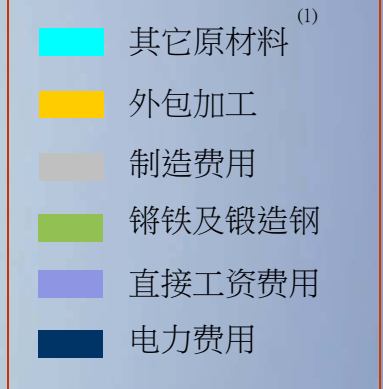 其它原材料 (1)
外包加工
制造费用
锵铁及锻造钢
直接工资费用
电力费用